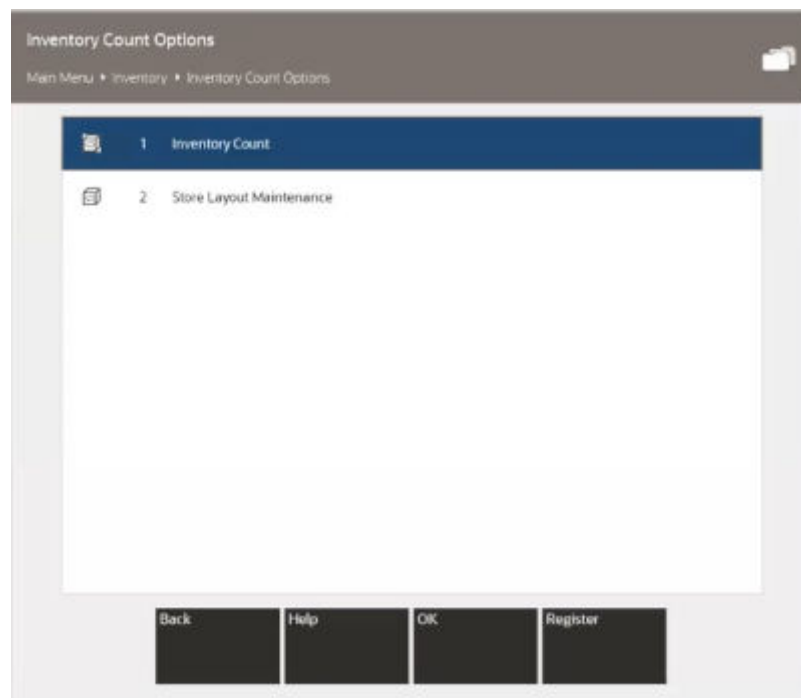 Inventory Count Options
Main Menu ▸ Inventory ▸ Inventory Count Options
1 Inventory Count
2 Store Layout Maintenance
Back Help OK Register